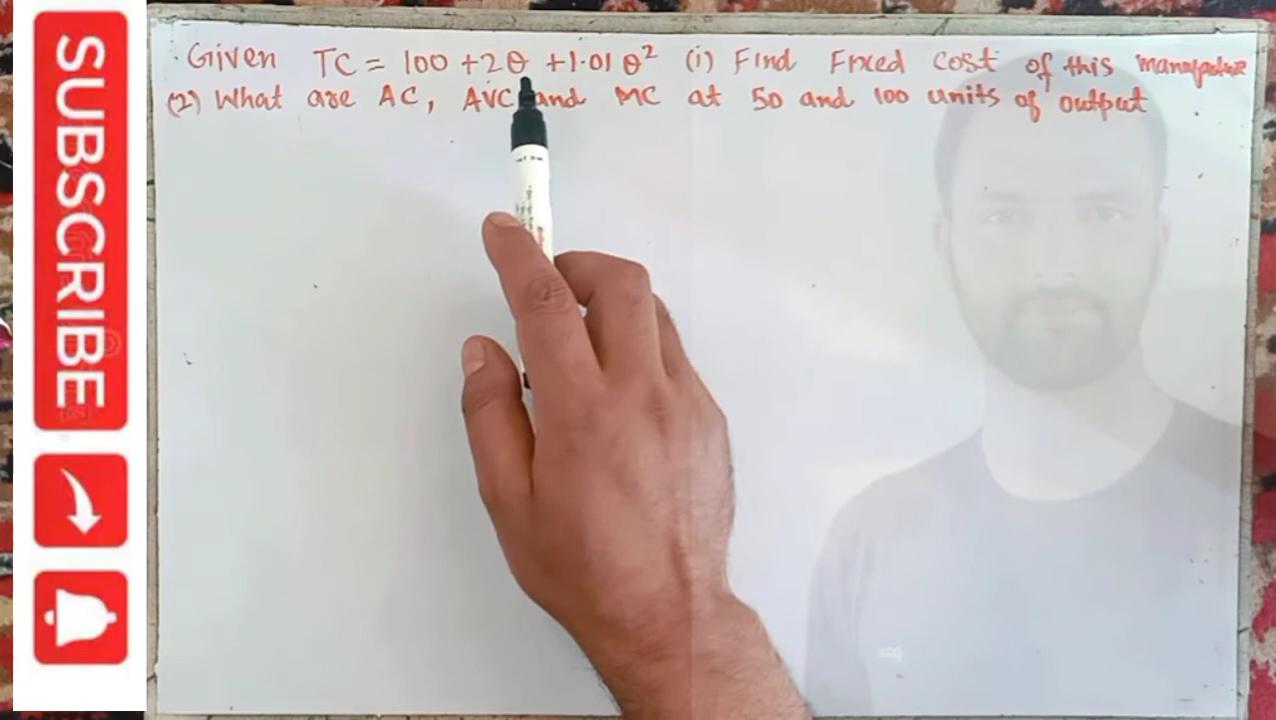 SUBSCRIBE
Given TC = 100 + 2θ + 1.01 θ² (i) Find Fixed cost of this
(2) What are AC, AVC and MC at 50 and 100 units of output